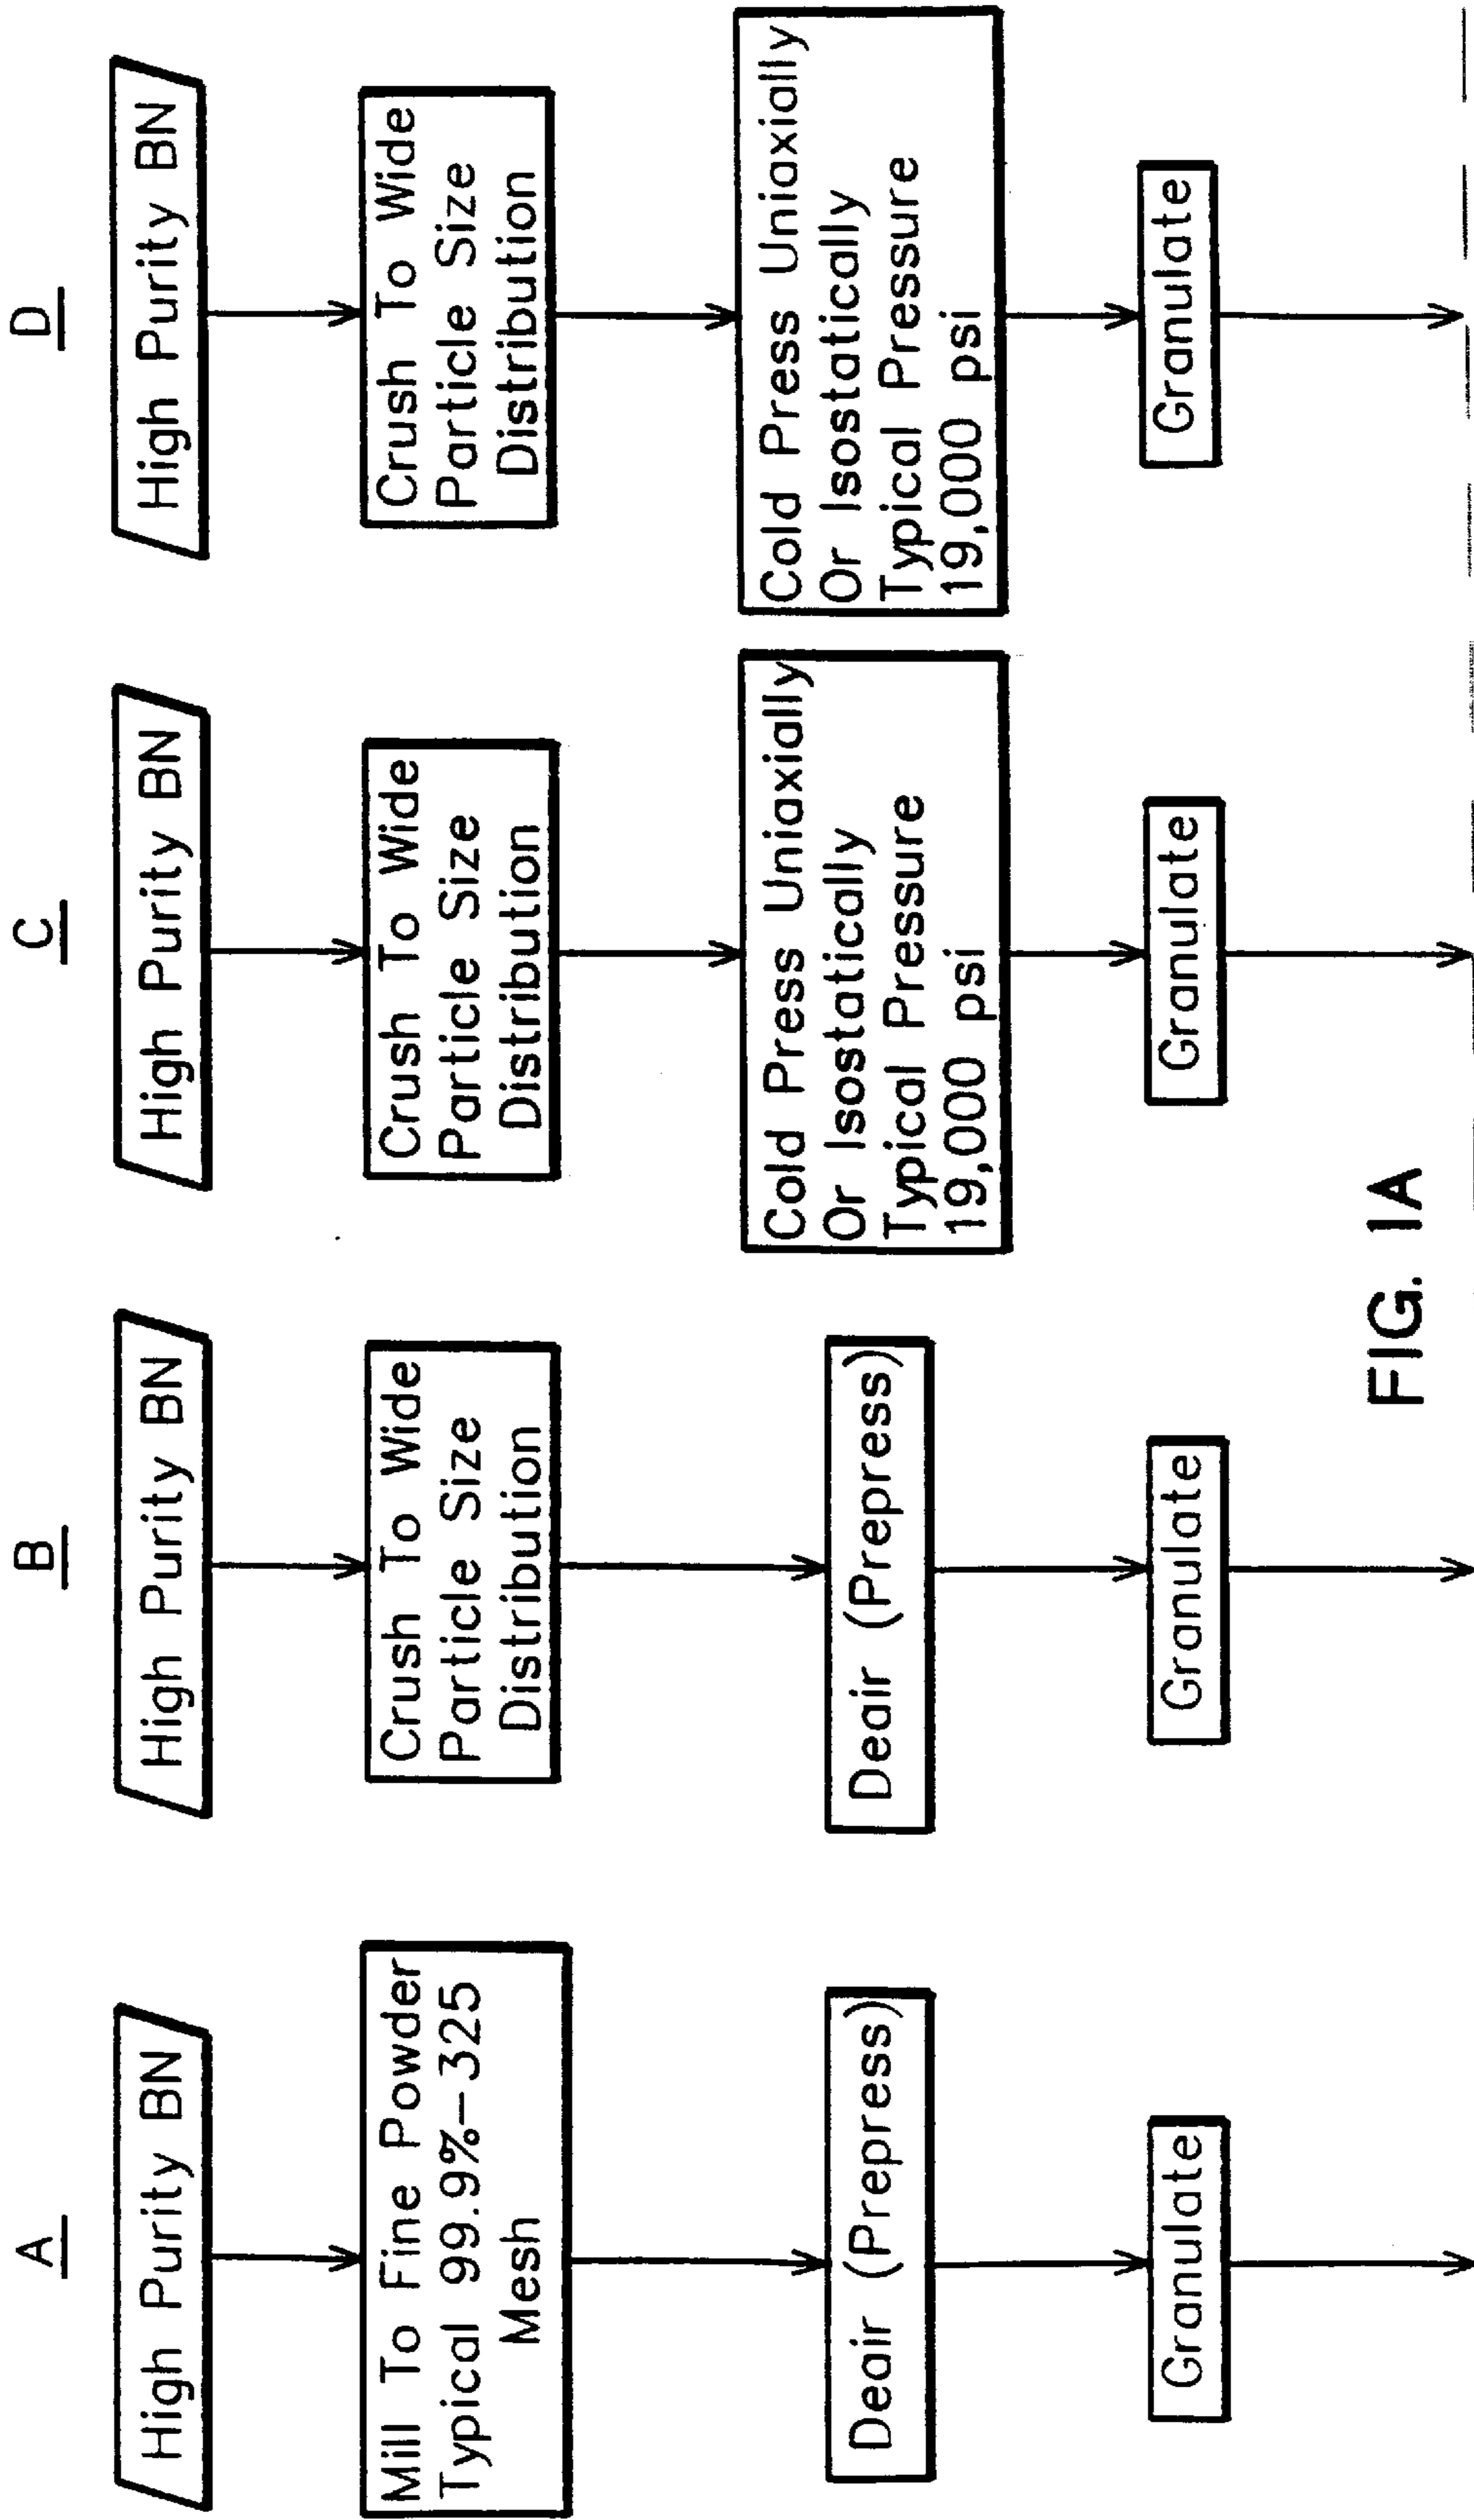 A
High Purity BN
Mill To Fine Powder
Typical 99.9%-325
Mesh
Dear (Prepress)
Granulate
B
High Purity BN
Crush To Wide
Particle Size
Distribution
Deair (Prepress)
Granulate
C
High Purity BN
Crush To Wide
Particle Size
Distribution
Cold Press Uniaxially
Or Isostatically
Typical Pressure
19,000 psi
Granulate
D
High Purity BN
Crush To Wide
Particle Size
Distribution
Cold Press Uniaxially
Or Isostatically
Typical Pressure
19,000 psi
Granulate
FIG. 1A